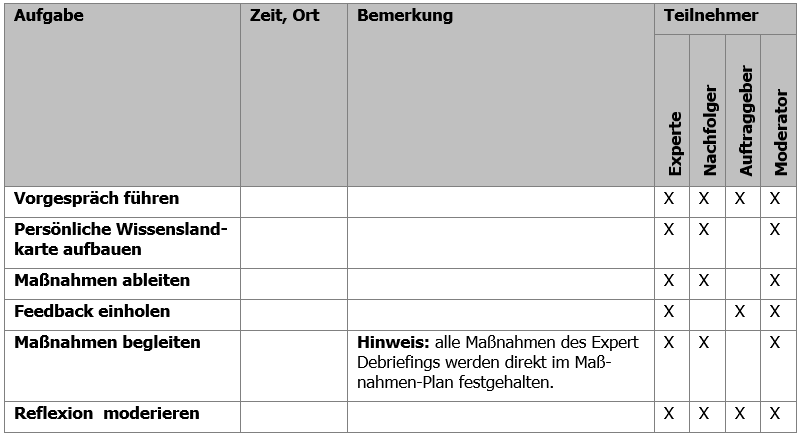 Aufgabe Zeit, Ort Bemerkung Teilnehmer
Experte Nachfolger Auftraggeber Moderator
Vorgespräch führen X X X X
Persönliche Wissensland-
karte aufbauen X X X
Maßnahmen ableiten X X X
Feedback einholen X X X
Maßnahmen begleiten Hinweis: alle Maßnahmen des Expert X X X
Debriefings werden direkt im Maß-
nahmen-Plan festgehalten.
Reflexion moderieren X X X X